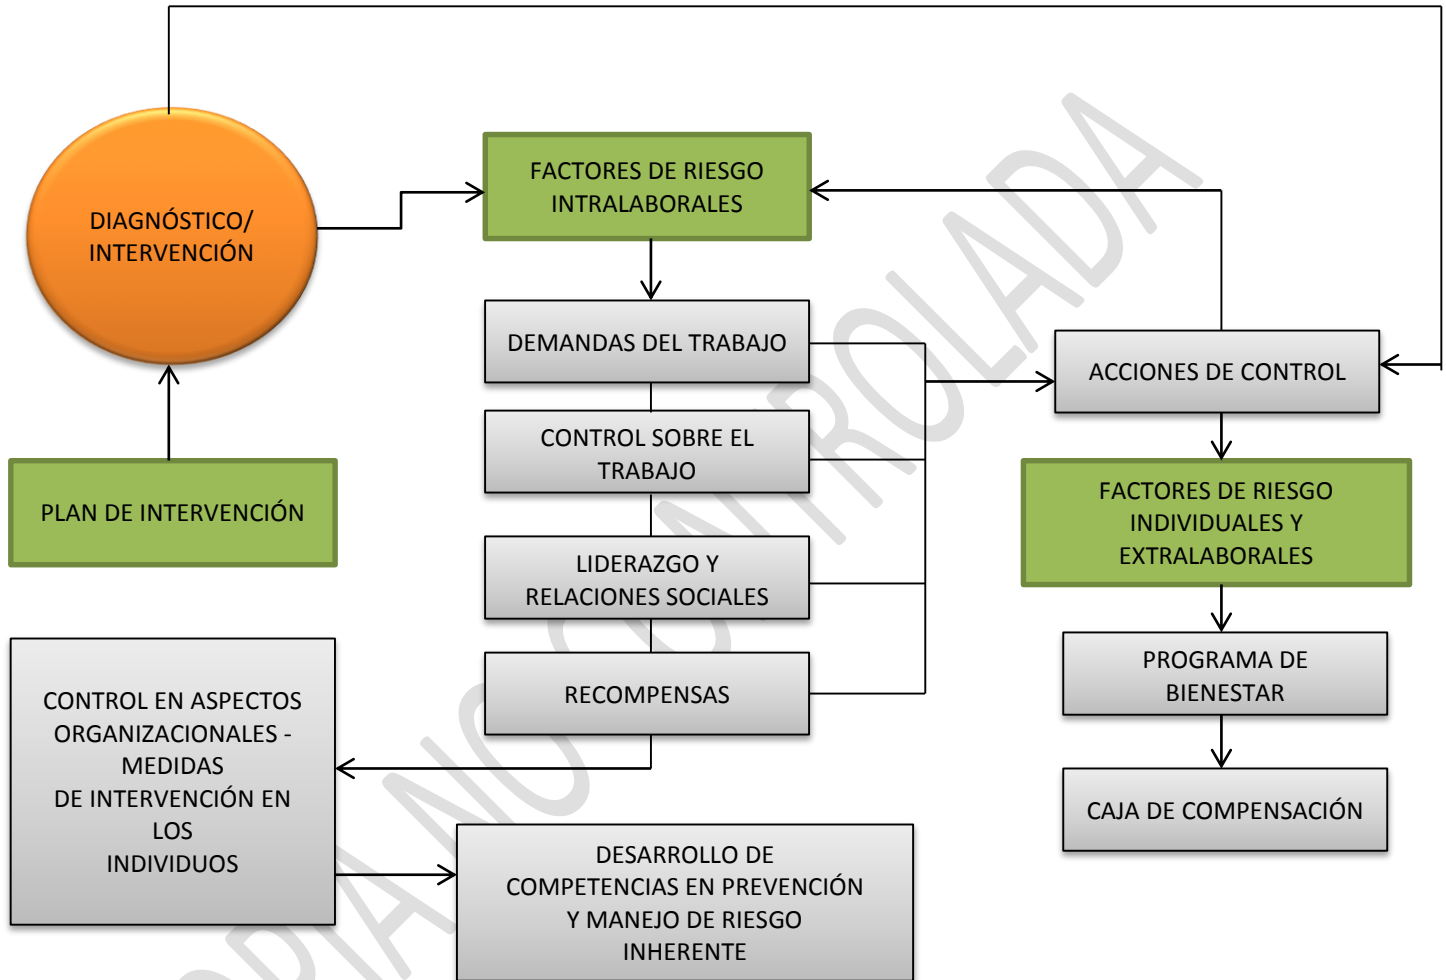 DIAGNÓSTICO/
INTERVENCIÓN
PLAN DE INTERVENCIÓN
FACTORES DE RIESGO
INTRALABORALES
DEMANDAS DEL TRABAJO
CONTROL SOBRE EL
TRABAJO
LIDERAZGO Y
RELACIONES SOCIALES
RECOMPENSAS
CONTROL EN ASPECTOS
ORGANIZACIONALES -
MEDIDAS
DE INTERVENCIÓN EN
LOS
INDIVIDUOS
DESARROLLO DE
COMPETENCIAS EN PREVENCIÓN
Y MANEJO DE RIESGO
INHERENTE
ACCIONES DE CONTROL
FACTORES DE RIESGO
INDIVIDUALES Y
EXTRALABORALES
PROGRAMA DE
BIENESTAR
CAJA DE COMPENSACIÓN